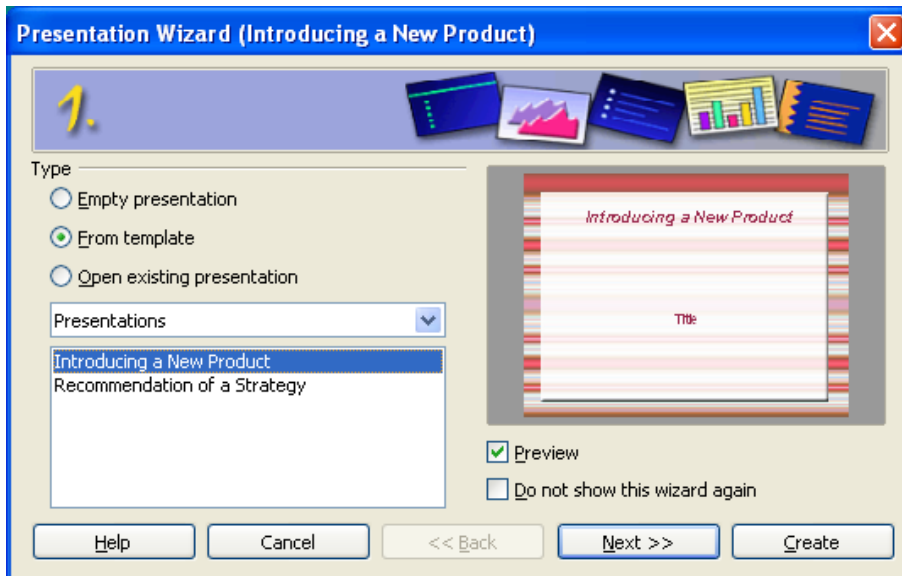 Presentation Wizard (Introducing a New Product)
1.
Type
Empty presentation
From template
Open existing presentation
Presentations
Introducing a New Product
Recommendation of a Strategy
Introducing a New Product
Title
Preview
Do not show this wizard again
Help Cancel << Back Next >> Create